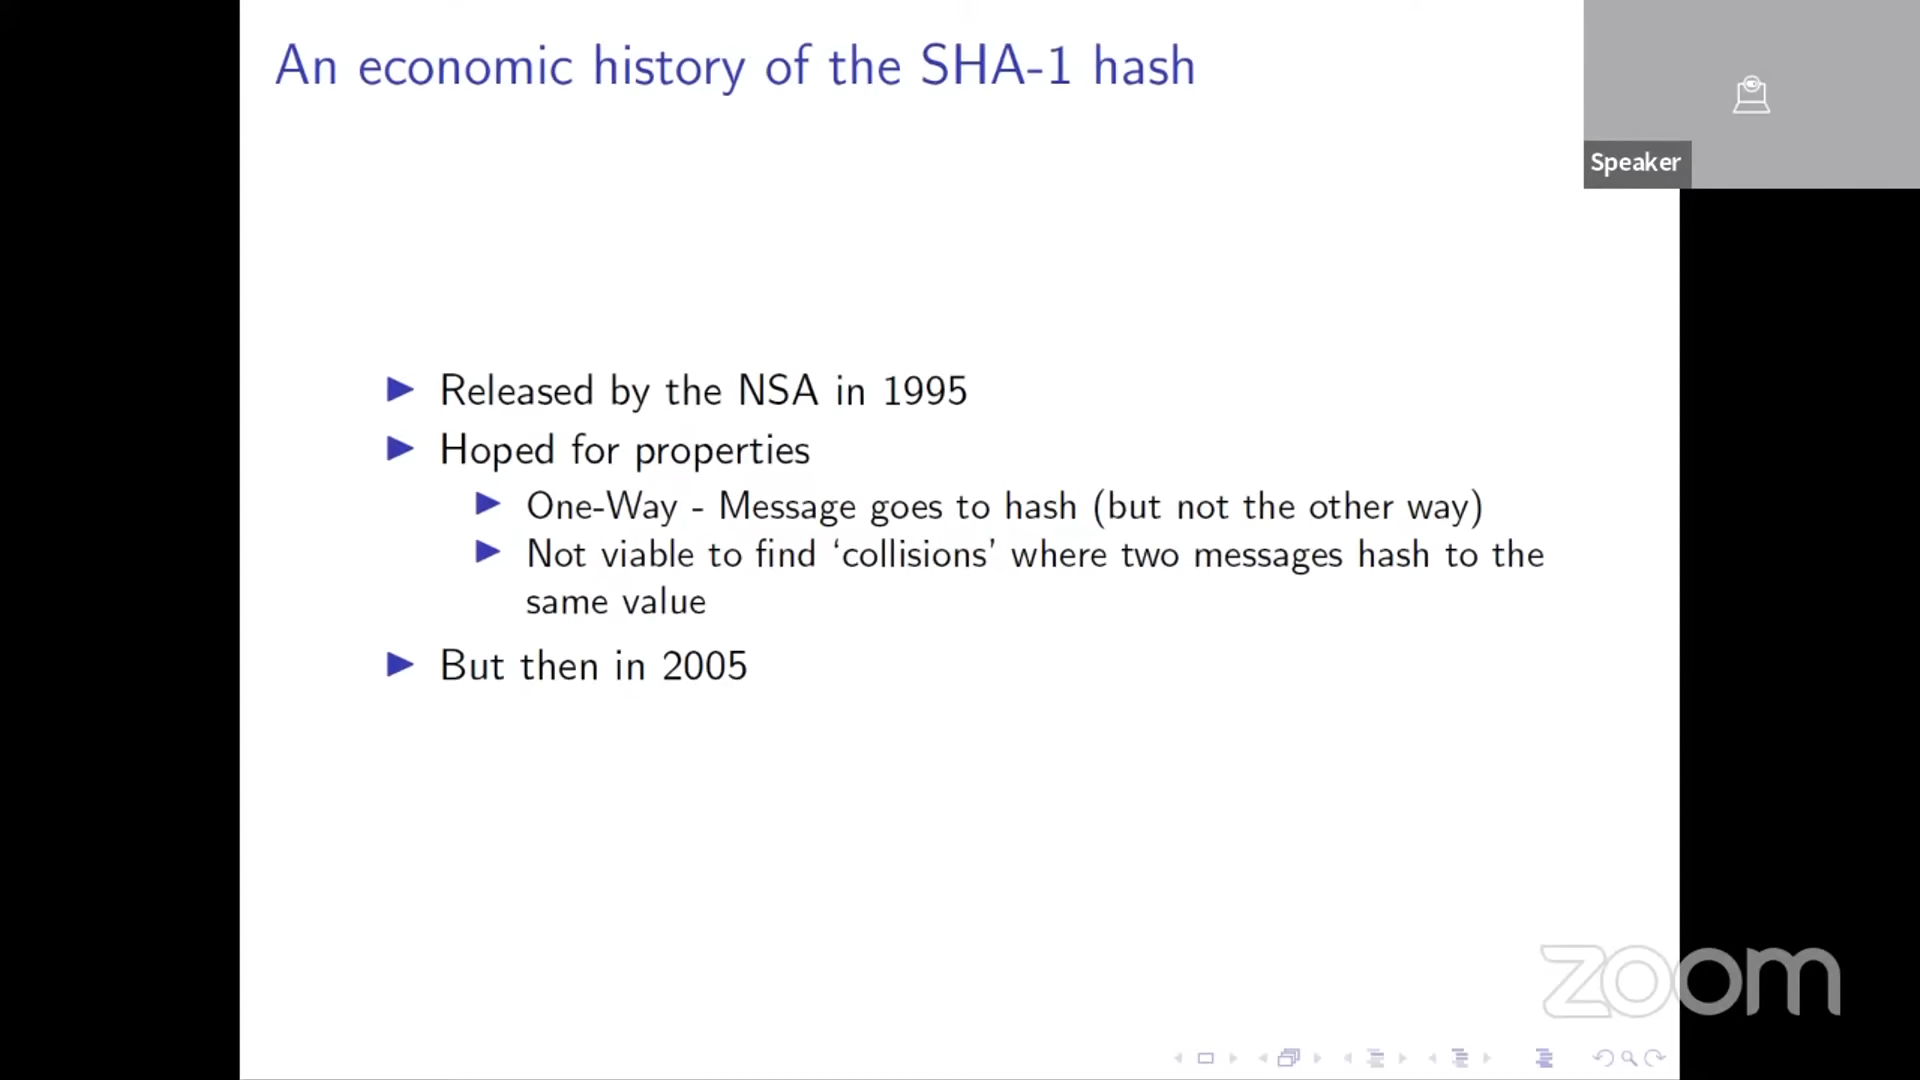 An economic history of the SHA-1 hash
Speaker
Released by the NSA in 1995
Hoped for properties
One-Way - Message goes to hash (but not the other way)
Not viable to find ‘collisions’ where two messages hash to the
same value
But then in 2005
zoom